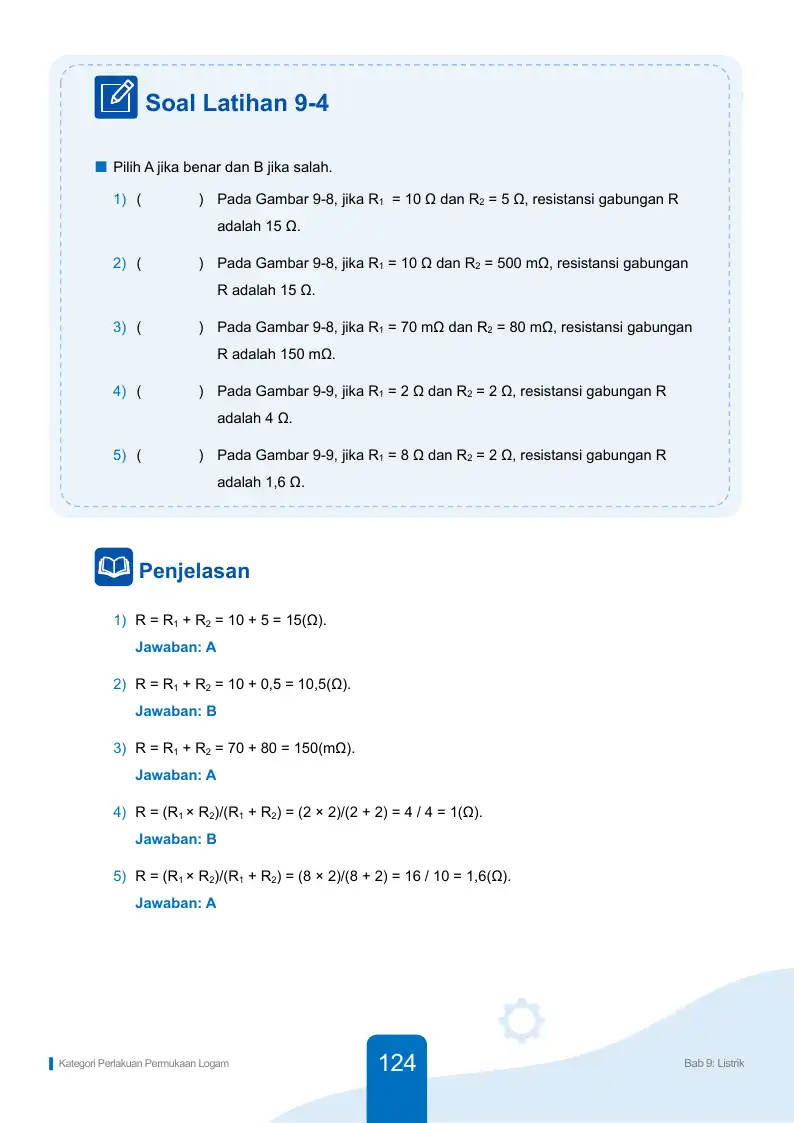 Soal Latihan 9-4
■ Pilih A jika benar dan B jika salah.
1) ( ) Pada Gambar 9-8, jika R₁ = 10 Ω dan R₂ = 5 Ω, resistansi gabungan R
adalah 15 Ω.
2) ( ) Pada Gambar 9-8, jika R₁ = 10 Ω dan R₂ = 500 mΩ, resistansi gabungan
R adalah 15 Ω.
3) ( ) Pada Gambar 9-8, jika R₁ = 70 mΩ dan R₂ = 80 mΩ, resistansi gabungan
R adalah 150 mΩ.
4) ( ) Pada Gambar 9-9, jika R₁ = 2 Ω dan R₂ = 2 Ω, resistansi gabungan R
adalah 4 Ω.
5) ( ) Pada Gambar 9-9, jika R₁ = 8 Ω dan R₂ = 2 Ω, resistansi gabungan R
adalah 1,6 Ω.
Penjelasan
1) R = R₁ + R₂ = 10 + 5 = 15(Ω).
Jawaban: A
2) R = R₁ + R₂ = 10 + 0,5 = 10,5(Ω).
Jawaban: B
3) R = R₁ + R₂ = 70 + 80 = 150(mΩ).
Jawaban: A
4) R = (R₁ × R₂)/(R₁ + R₂) = (2 × 2)/(2 + 2) = 4 / 4 = 1(Ω).
Jawaban: B
5) R = (R₁ × R₂)/(R₁ + R₂) = (8 × 2)/(8 + 2) = 16 / 10 = 1,6(Ω).
Jawaban: A
Kategori Perlakuan Permukaan Logam
124
Bab 9: Listrik